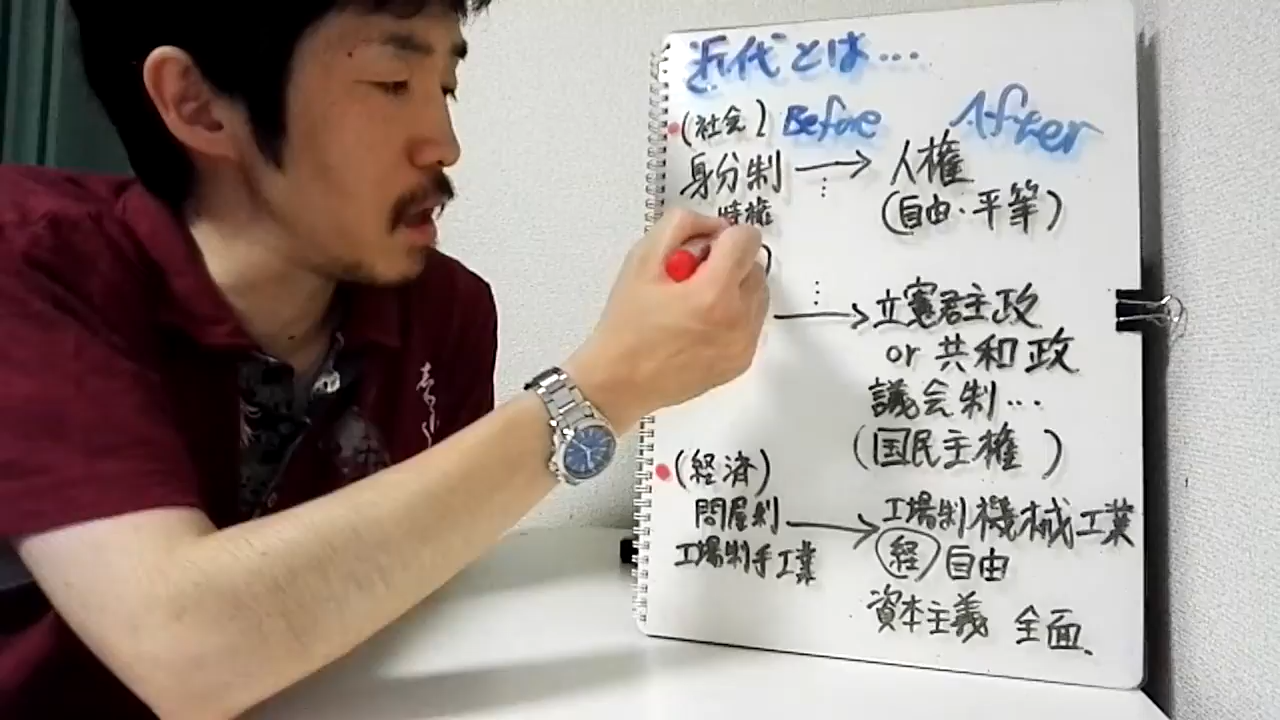 近代とは…
(社会) Before After
身分制 → 人権
特権
(自由・平等)
→ 立憲君主政
or 共和政
議会制…
(国民主権)
(経済)
問屋制 → 工場制機械工業
工場制手工業
経 自由
資本主義 全面、